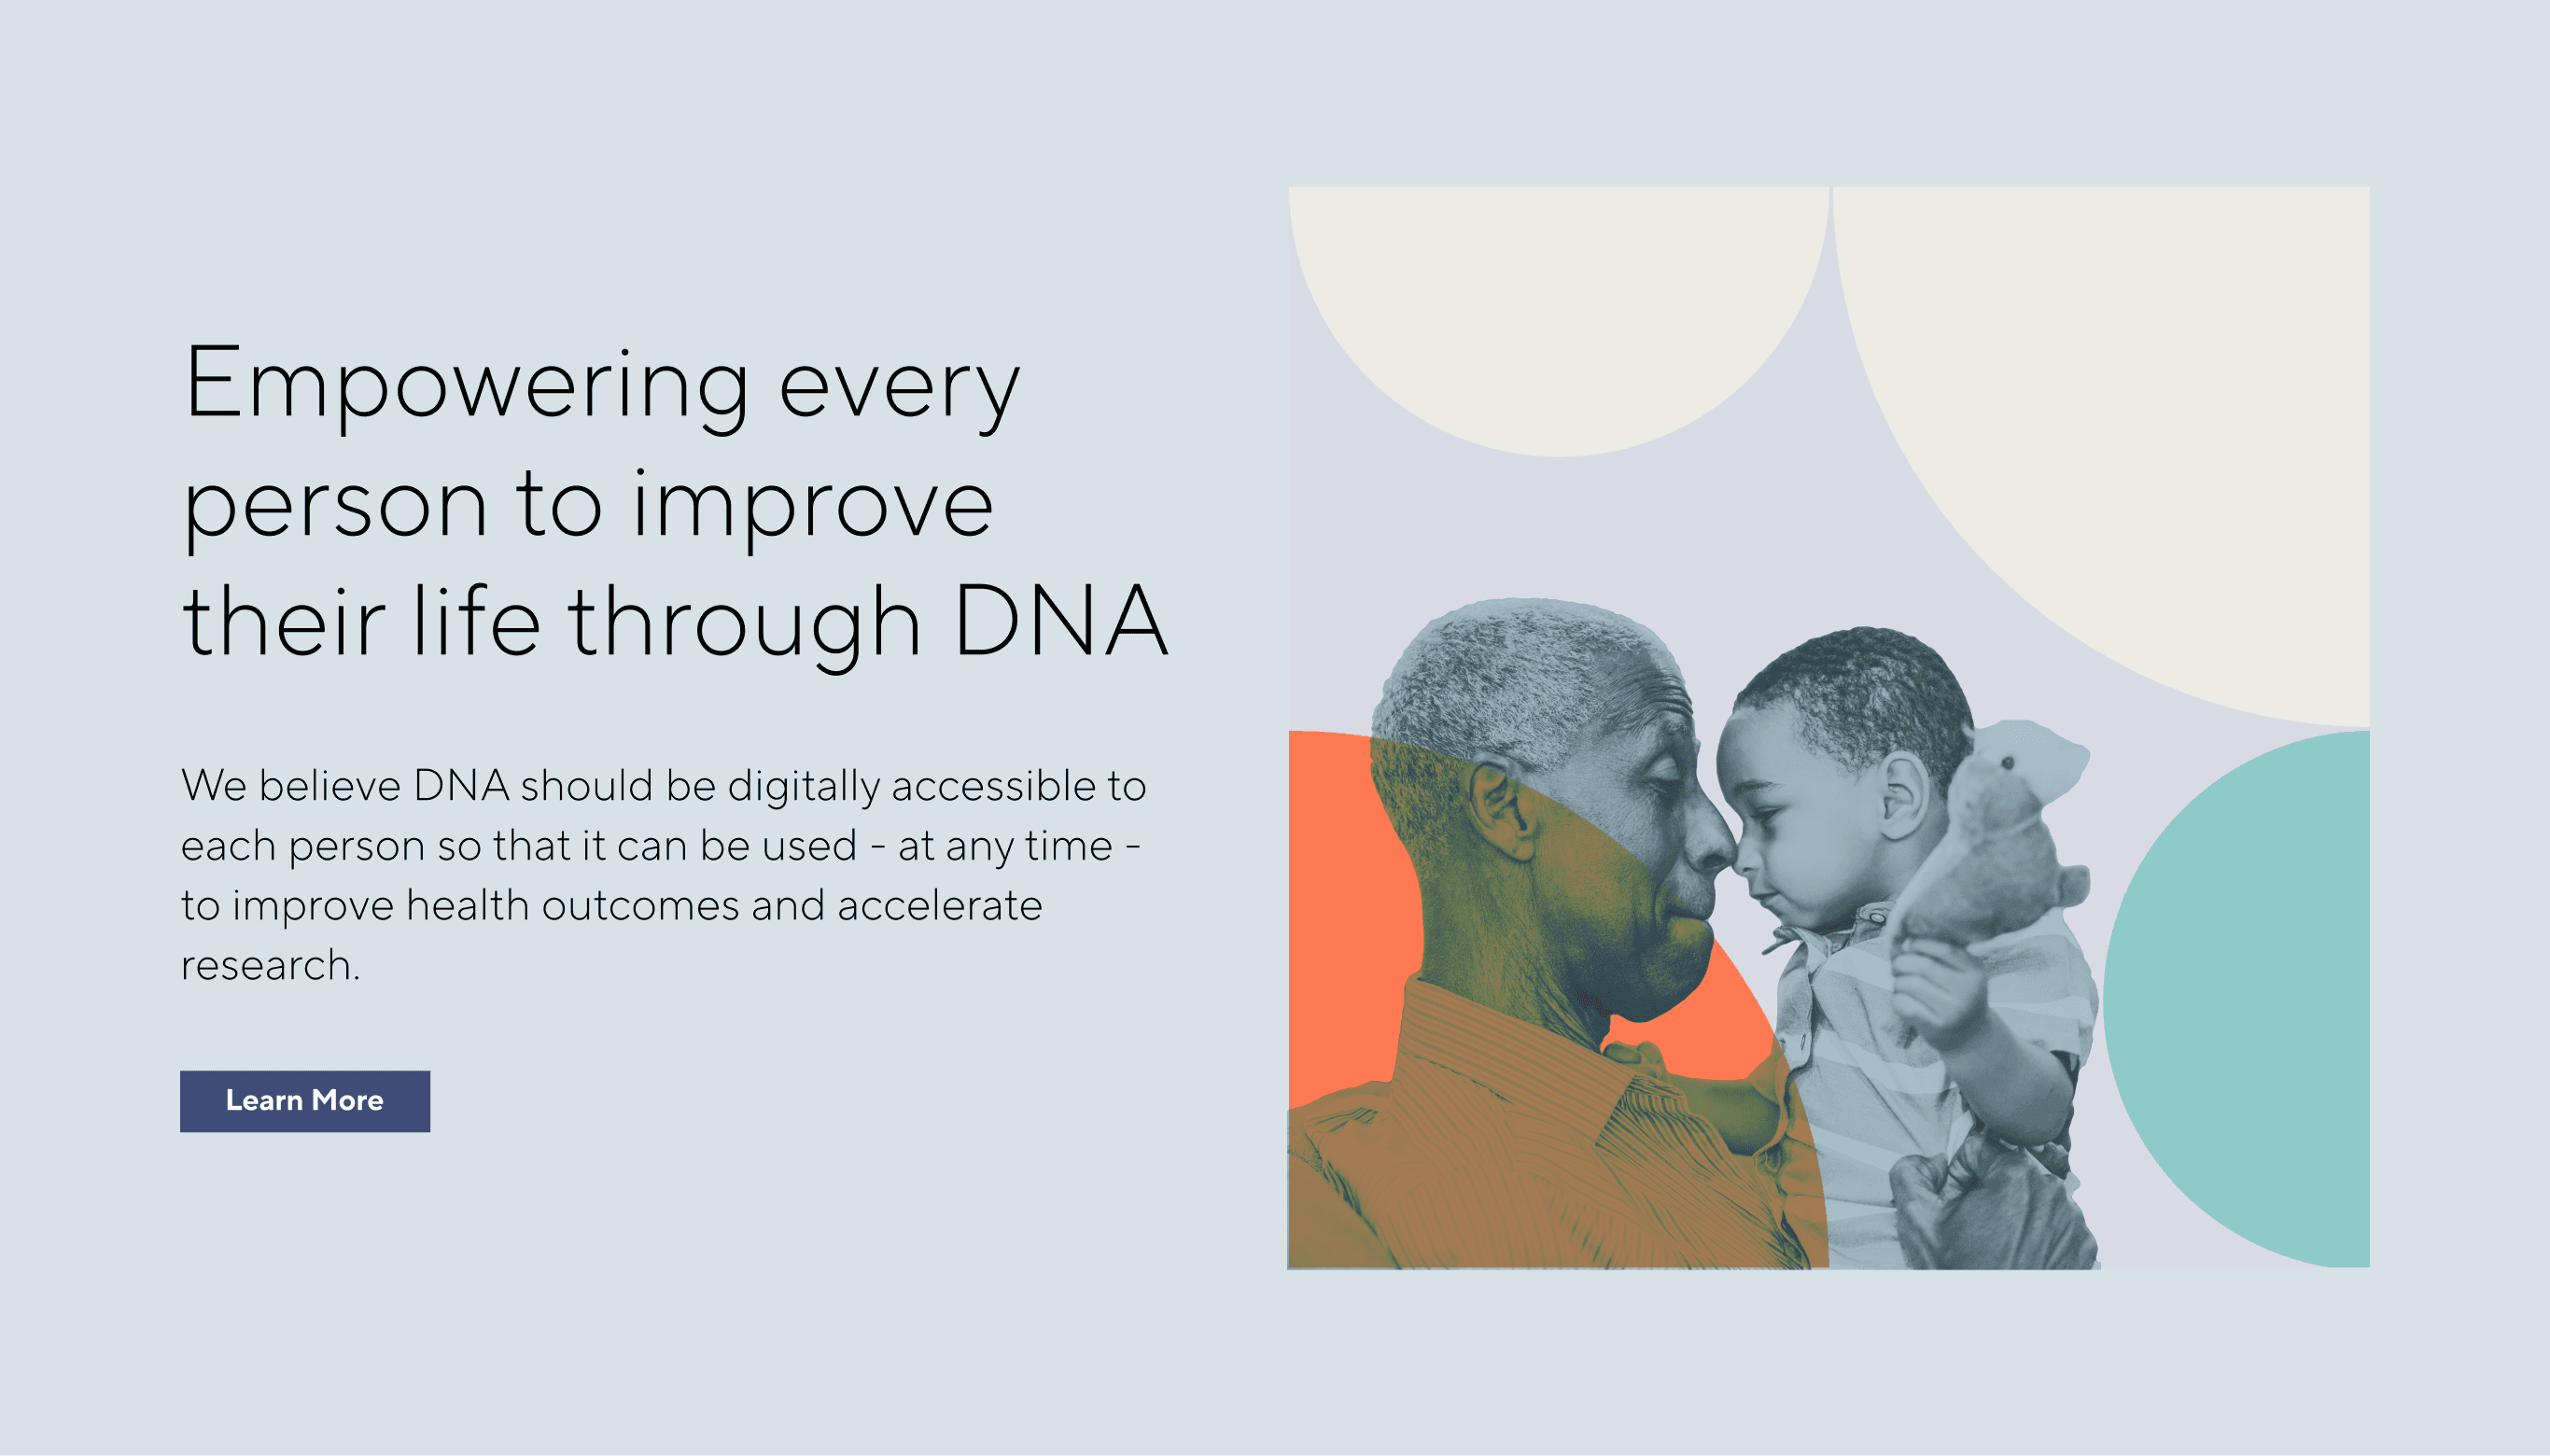 Empowering every
person to improve
their life through DNA
We believe DNA should be digitally accessible to
each person so that it can be used - at any time -
to improve health outcomes and accelerate
research.
Learn More